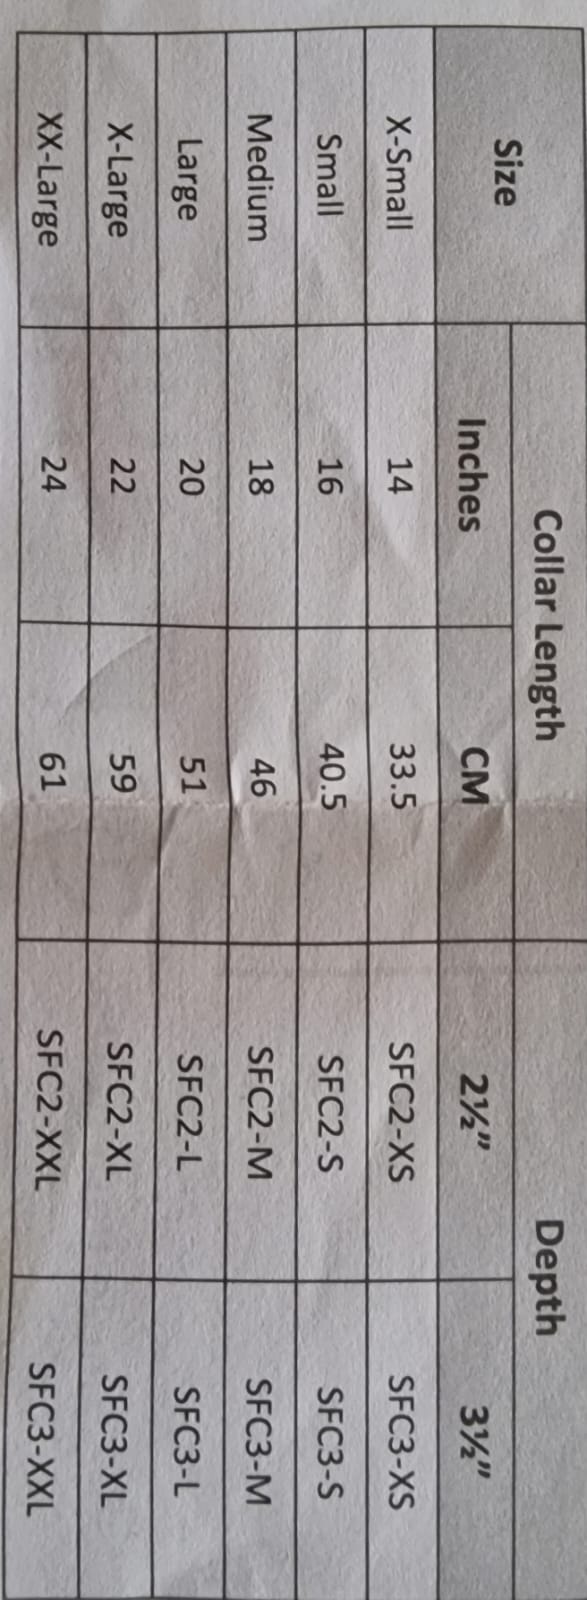 Size Collar Length Depth
Inches CM 2½" 3½"
X-Small 14 33.5 SFC2-XS SFC3-XS
Small 16 40.5 SFC2-S SFC3-S
Medium 18 46 SFC2-M SFC3-M
Large 20 51 SFC2-L SFC3-L
X-Large 22 59 SFC2-XL SFC3-XL
XX-Large 24 61 SFC2-XXL SFC3-XXL